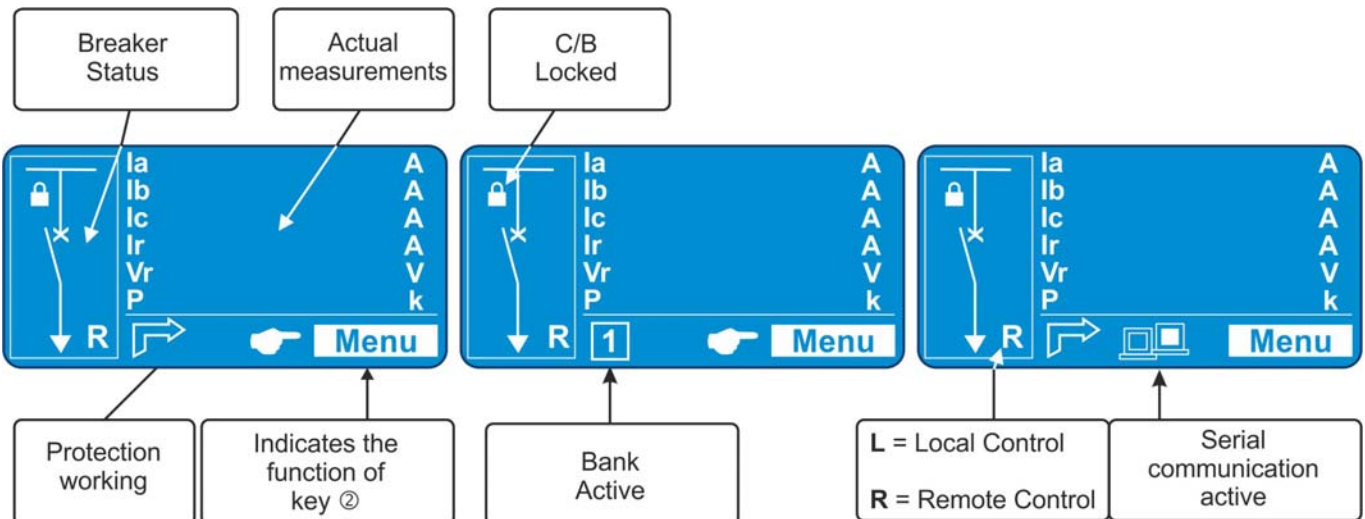 Breaker
Status
Actual
measurements
C/B
Locked
Ia A
Ib A
Ic A
Ir A
Vr V
P k
R Menu
Ia A
Ib A
Ic A
Ir A
Vr V
P k
R 1 Menu
Ia A
Ib A
Ic A
Ir A
Vr V
P k
R Menu
Protection
working
Indicates the
function of
key ②
Bank
Active
L = Local Control
R = Remote Control
Serial
communication
active